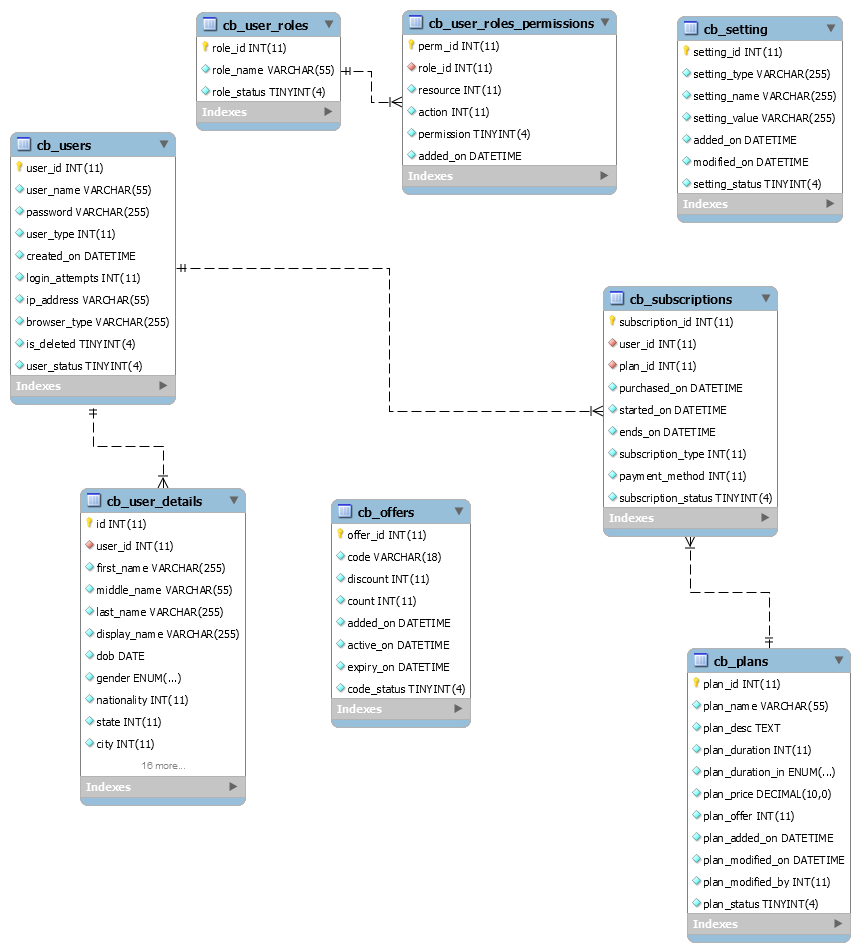 cb_user_roles
role_id INT(11)
role_name VARCHAR(55)
role_status TINYINT(4)
Indexes
cb_user_roles_permissions
perm_id INT(11)
role_id INT(11)
resource INT(11)
action INT(11)
permission TINYINT(4)
added_on DATETIME
Indexes
cb_setting
setting_id INT(11)
setting_type VARCHAR(255)
setting_name VARCHAR(255)
setting_value VARCHAR(255)
added_on DATETIME
modified_on DATETIME
setting_status TINYINT(4)
Indexes
cb_users
user_id INT(11)
user_name VARCHAR(55)
password VARCHAR(255)
user_type INT(11)
created_on DATETIME
login_attempts INT(11)
ip_address VARCHAR(55)
browser_type VARCHAR(255)
is_deleted TINYINT(4)
user_status TINYINT(4)
Indexes
cb_subscriptions
subscription_id INT(11)
user_id INT(11)
plan_id INT(11)
purchased_on DATETIME
started_on DATETIME
ends_on DATETIME
subscription_type INT(11)
payment_method INT(11)
subscription_status TINYINT(4)
Indexes
cb_user_details
id INT(11)
user_id INT(11)
first_name VARCHAR(255)
middle_name VARCHAR(55)
last_name VARCHAR(255)
display_name VARCHAR(255)
dob DATE
gender ENUM(...)
nationality INT(11)
state INT(11)
city INT(11)
16 more...
Indexes
cb_offers
offer_id INT(11)
code VARCHAR(18)
discount INT(11)
count INT(11)
added_on DATETIME
active_on DATETIME
expiry_on DATETIME
code_status TINYINT(4)
Indexes
cb_plans
plan_id INT(11)
plan_name VARCHAR(55)
plan_desc TEXT
plan_duration INT(11)
plan_duration_in ENUM(...)
plan_price DECIMAL(10,0)
plan_offer INT(11)
plan_added_on DATETIME
plan_modified_on DATETIME
plan_modified_by INT(11)
plan_status TINYINT(4)
Indexes